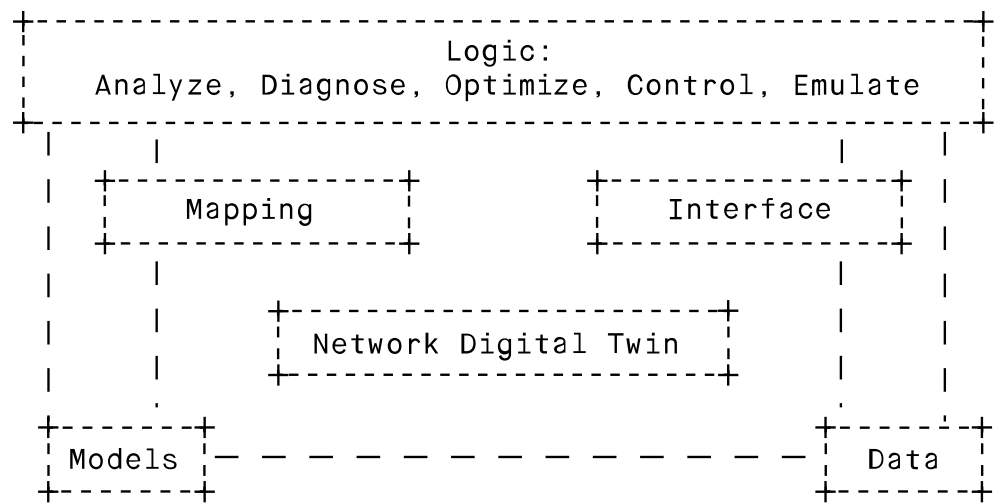 Logic:
Analyze, Diagnose, Optimize, Control, Emulate
Mapping
Interface
Network Digital Twin
Models
Data